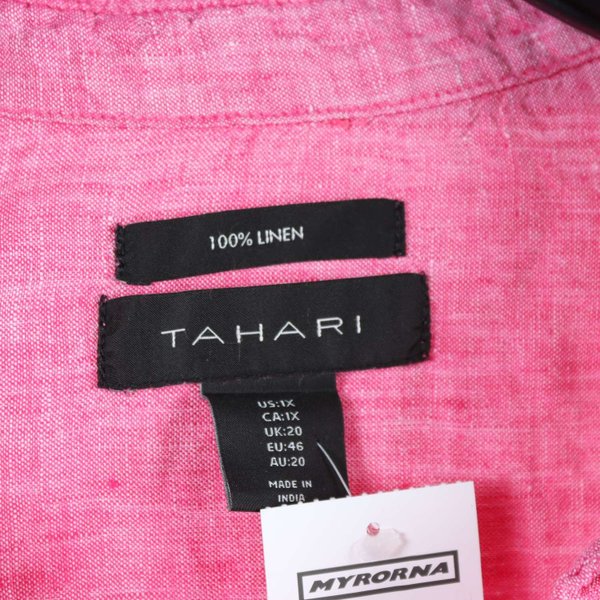 100% LINEN
TAHARI
US:1X
CA:1X
UK:20
EU:46
AU:20
MADE IN
INDIA
MYRORNA